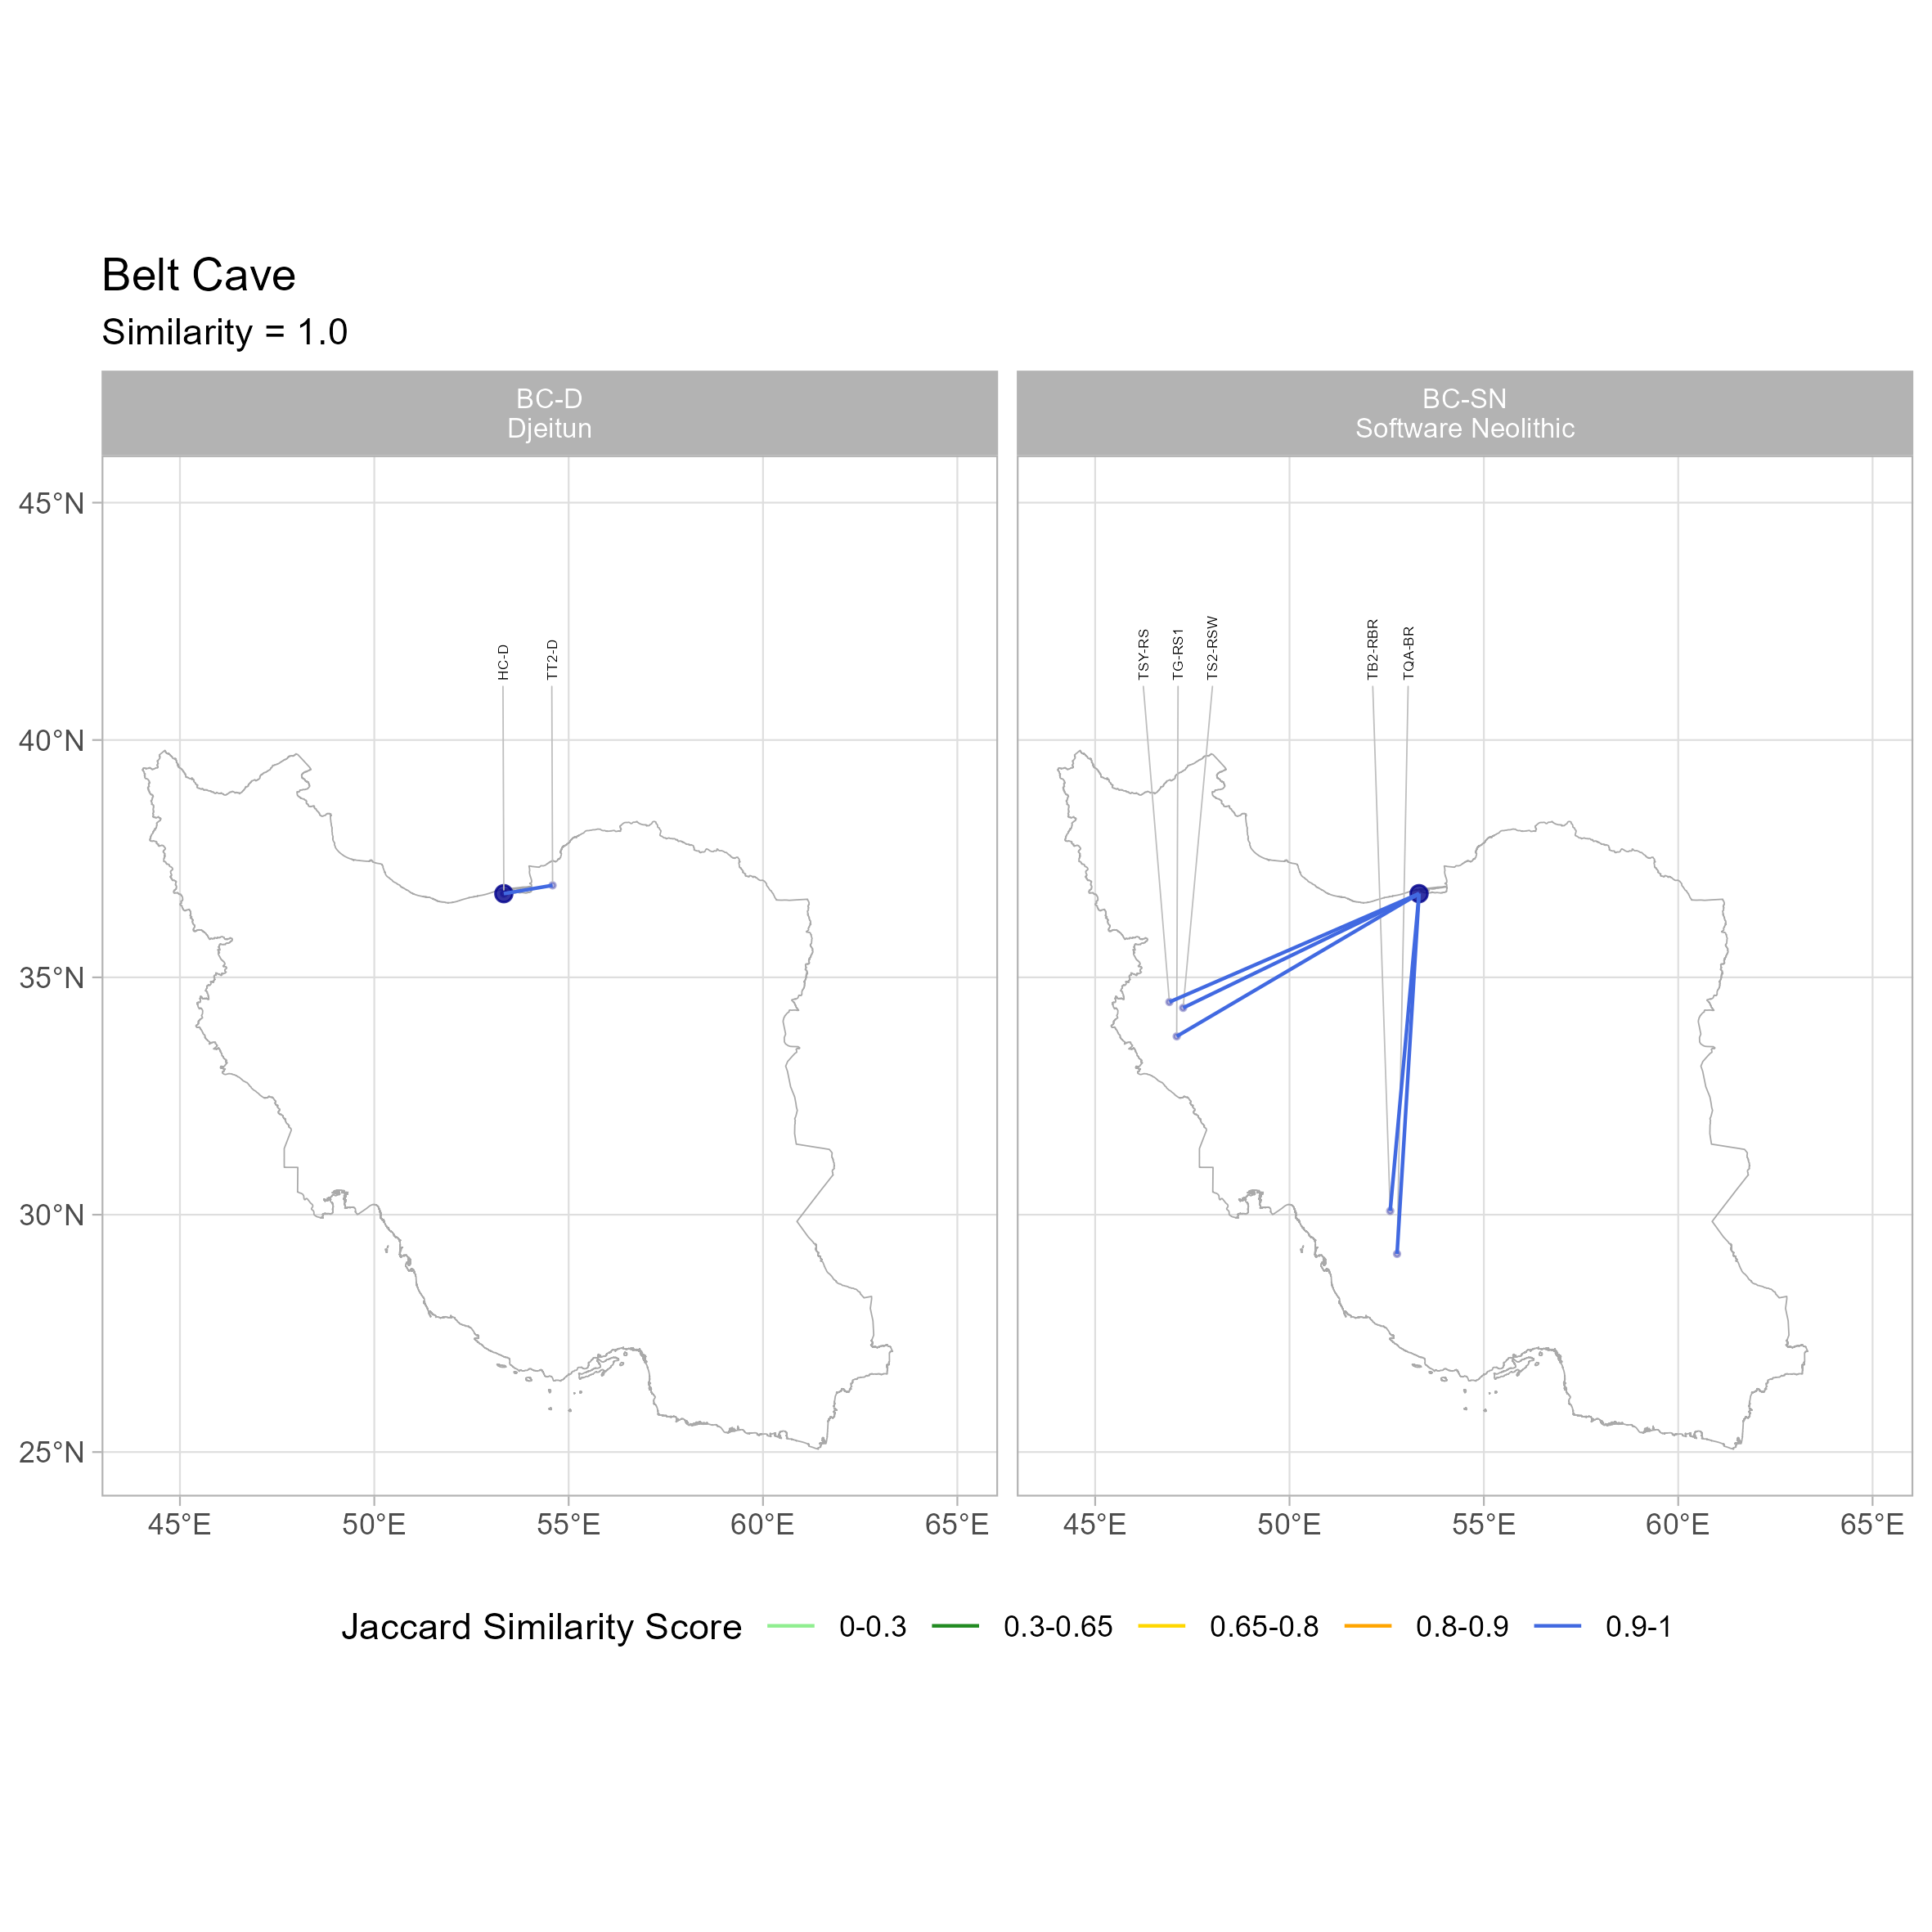 Belt Cave
Similarity = 1.0
BC-D
Djeitun
BC-SN
Software Neolithic
HC-D
TT2-D
TSY-RS
TG-RS1
TS2-RSW
TB2-RBR
TQA-BR
45°N
40°N
35°N
30°N
25°N
45°E 50°E 55°E 60°E 65°E
45°E 50°E 55°E 60°E 65°E
Jaccard Similarity Score 0-0.3 0.3-0.65 0.65-0.8 0.8-0.9 0.9-1